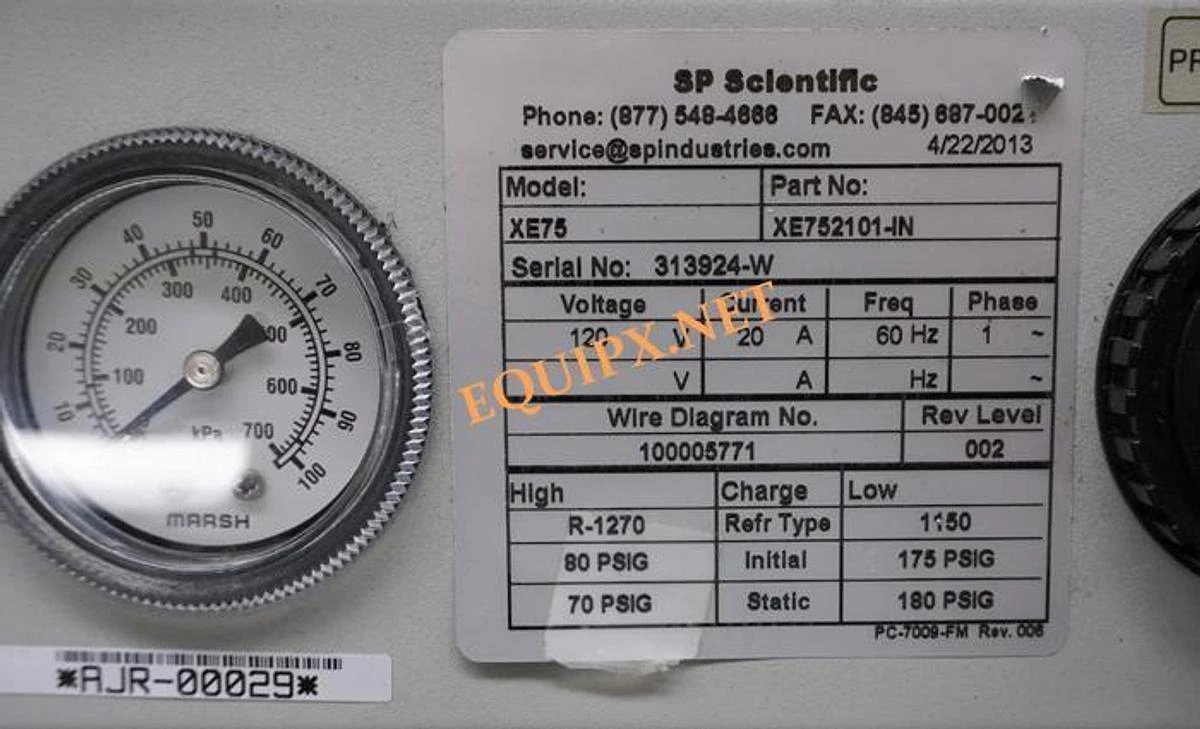 SP Scientific
Phone: (877) 548-4666 FAX: (845) 687-002
service@spindustries.com 4/22/2013
Model: Part No:
XE75 XE752101-IN
Serial No: 313924-W
Voltage Current Freq Phase
120 V 20 A 60 Hz 1 ~
V A Hz ~
Wire Diagram No. Rev Level
100005771 002
High Charge Low
R-1270 Refr Type
80 PSIG Initial 175 PSIG
70 PSIG Static 180 PSIG
PC-7009-FM Rev. 006
EQUIPX.NET
10 20 30 40 50 60 70 80 90 100
100 200 300 400 600 700
kPa
MARSH
*AJR-00029*
PR